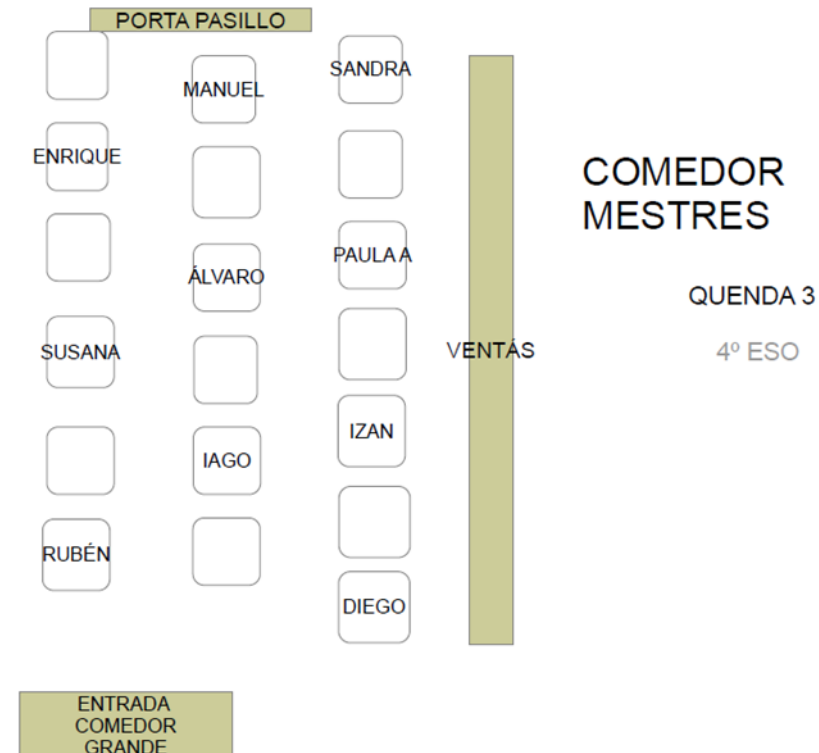 PORTA PASILLO
SANDRA
MANUEL
ENRIQUE
COMEDOR
MESTRES
PAULA A
ÁLVARO
QUENDA 3
SUSANA
VENTÁS
4º ESO
IZAN
IAGO
RUBÉN
DIEGO
ENTRADA
COMEDOR
GRANDE